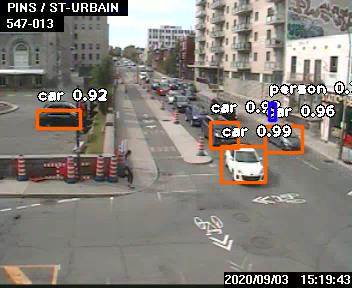 PINS / ST-URBAIN
547-013
person 0.
car 0.92
car 0.9
car 0.96
car 0.99
2020/09/03 15:19:43